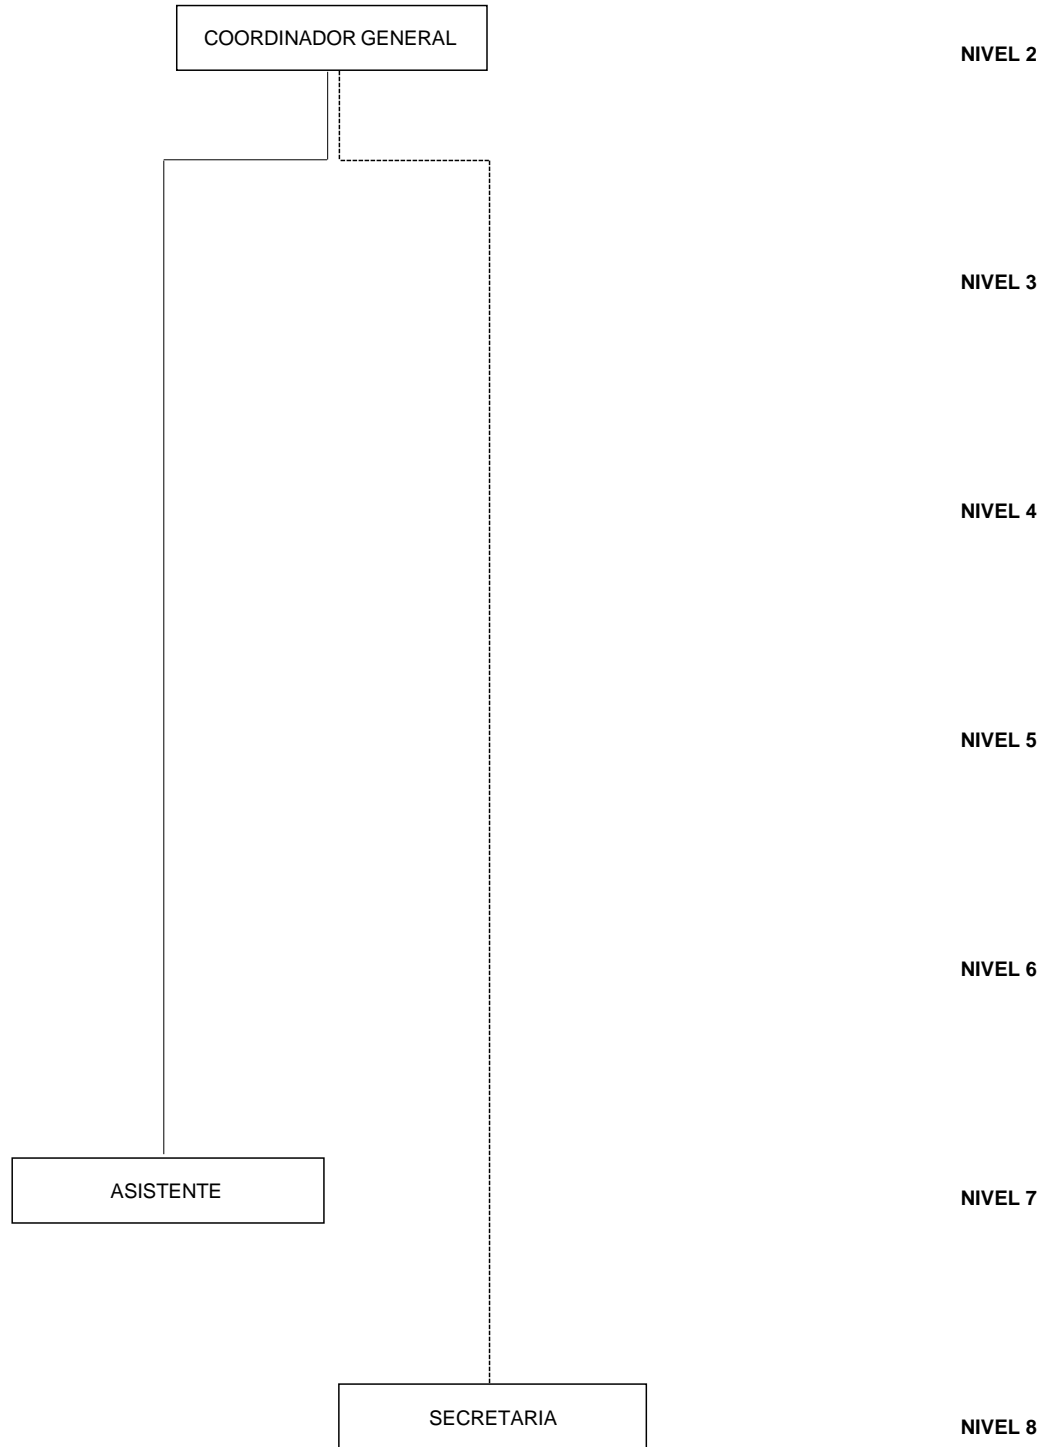 COORDINADOR GENERAL
NIVEL 2
NIVEL 3
NIVEL 4
NIVEL 5
NIVEL 6
ASISTENTE
NIVEL 7
SECRETARIA
NIVEL 8